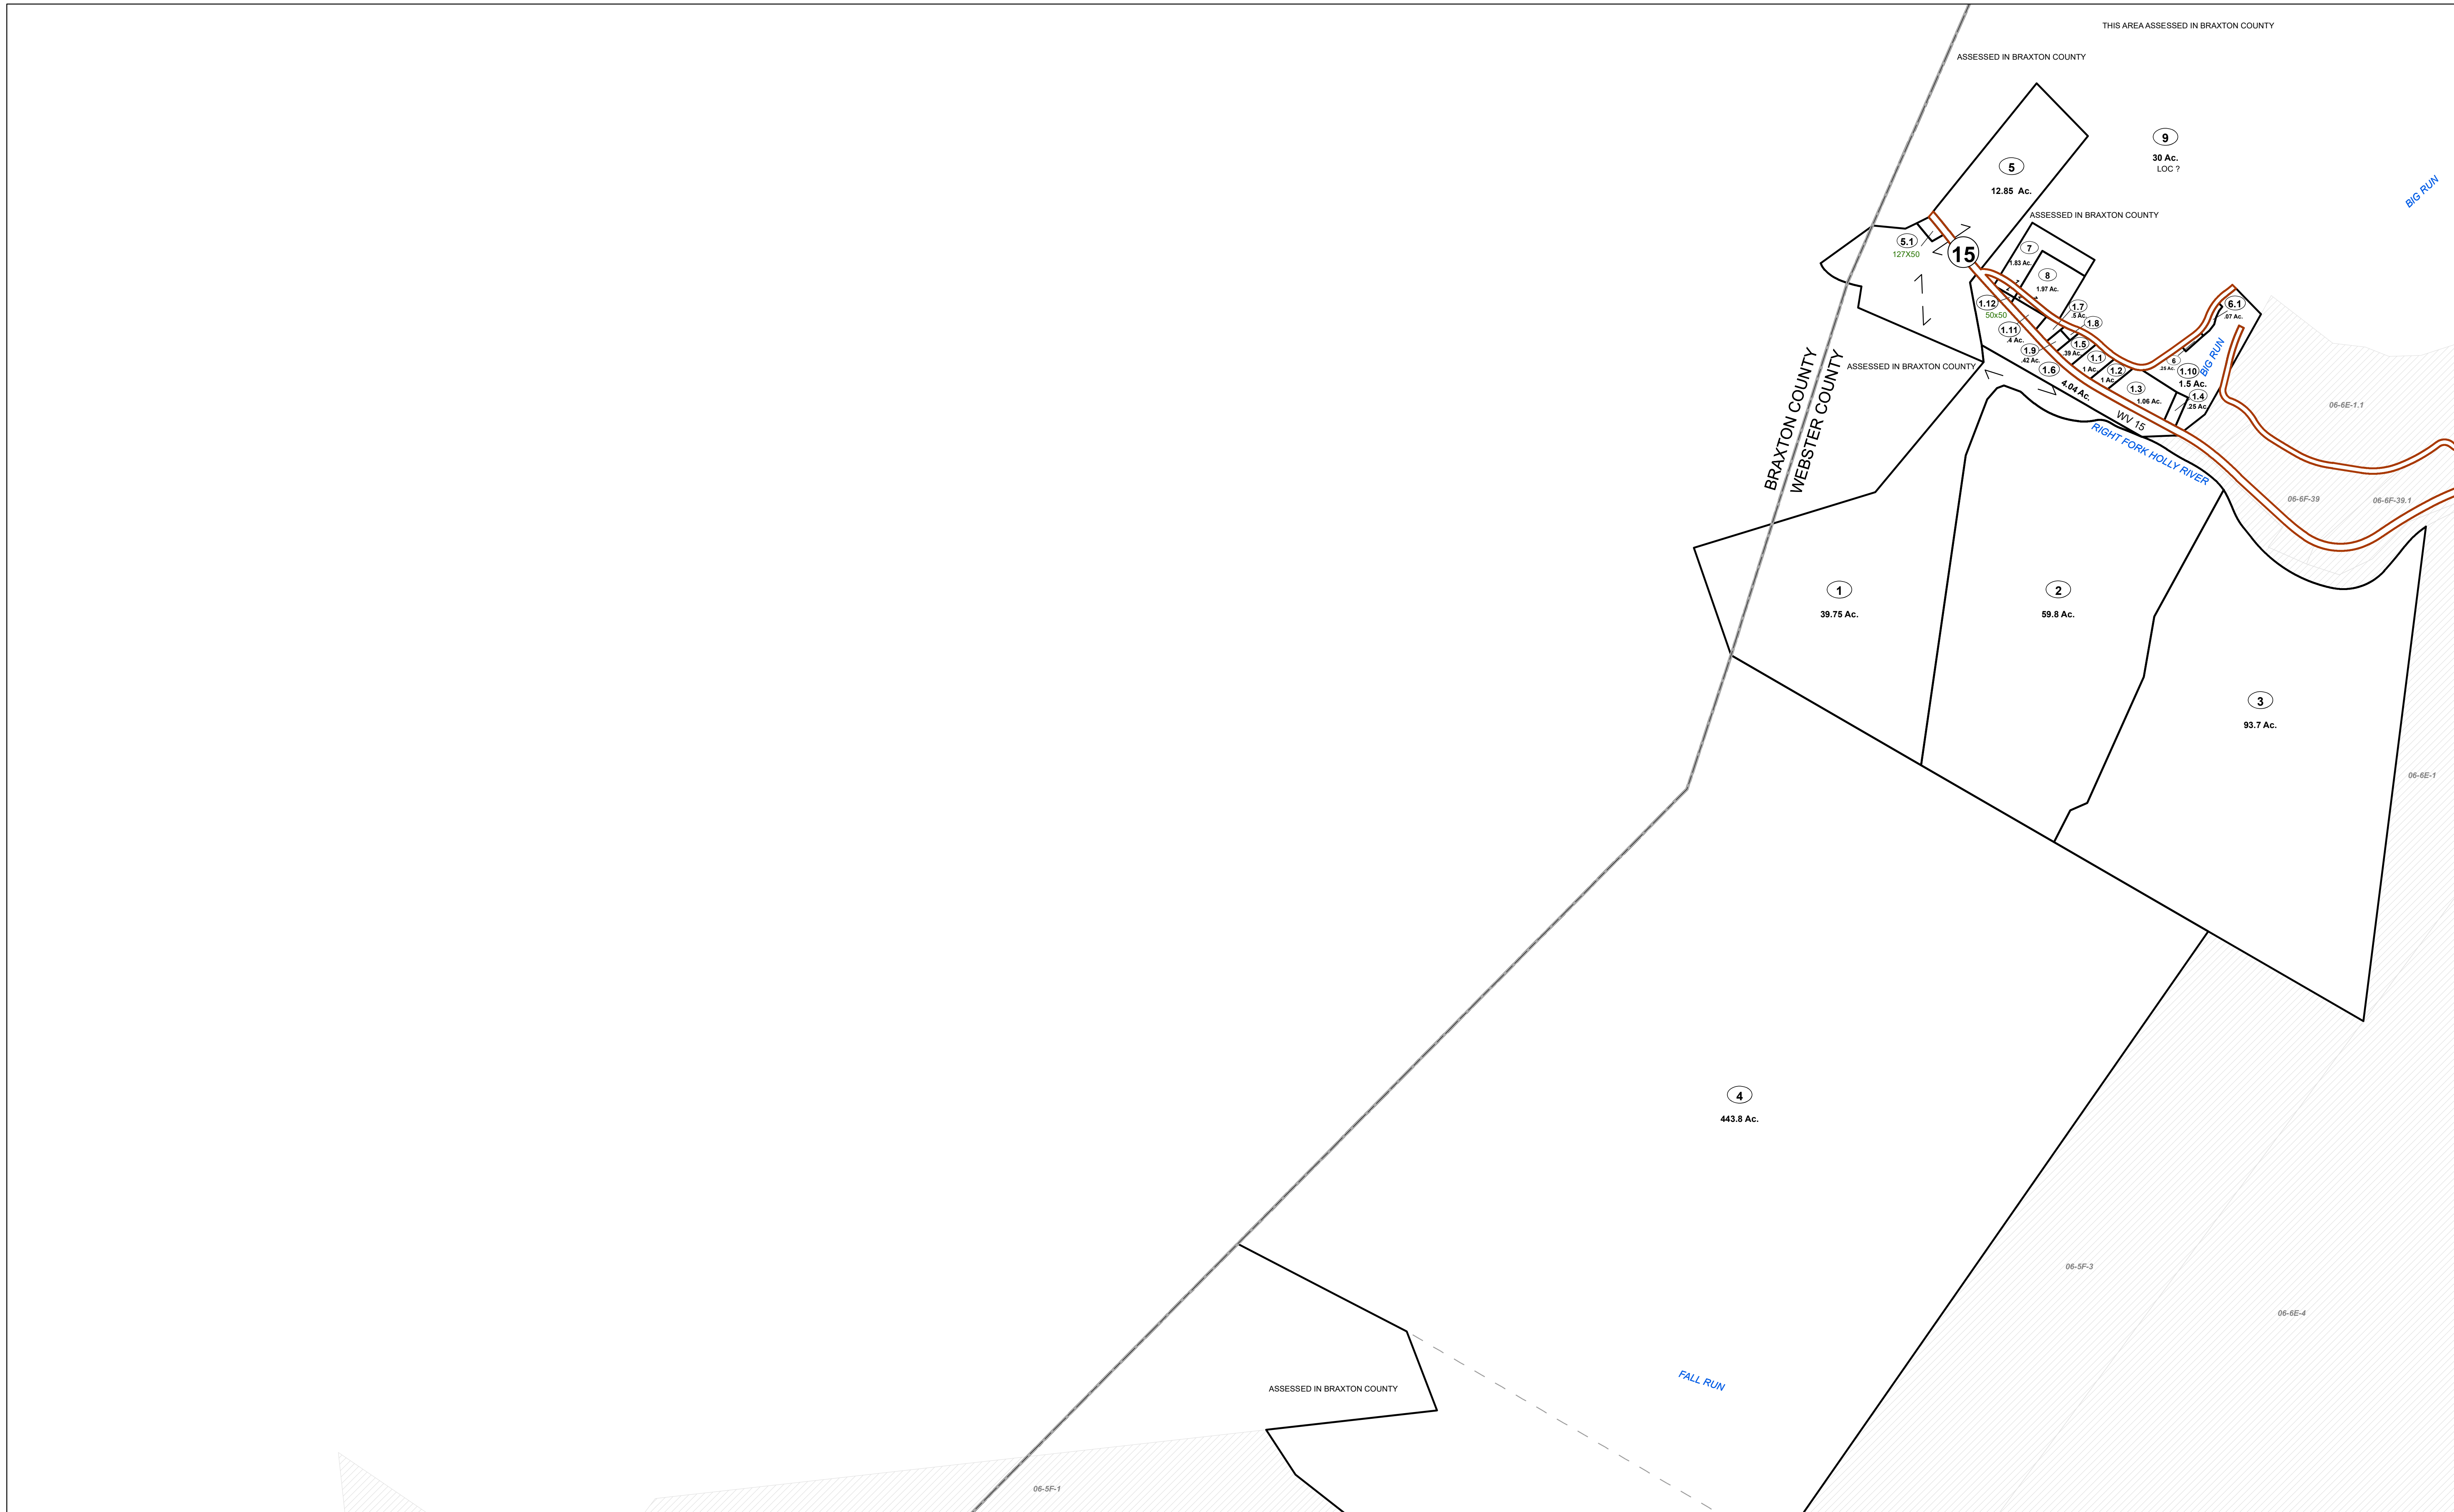 THIS AREA ASSESSED IN BRAXTON COUNTY
ASSESSED IN BRAXTON COUNTY
9
30 Ac.
LOC ?
5
12.85 Ac.
BIG RUN
ASSESSED IN BRAXTON COUNTY
5.1
127X50
15
7
1.83 Ac.
8
1.97 Ac.
1.12
50x50
1.7
.5 Ac.
1.8
6.1
.07 Ac.
1.11
.4 Ac.
1.5
.39 Ac.
1.9
.42 Ac.
1.1
1 Ac.
1.2
1 Ac.
6
.25 Ac.
1.10
1.5 Ac.
BIG RUN
1.6
4.04 Ac.
1.3
1.06 Ac.
1.4
.25 Ac.
ASSESSED IN BRAXTON COUNTY
BRAXTON COUNTY
WEBSTER COUNTY
WV 15
RIGHT FORK HOLLY RIVER
06-6E-1.1
06-6F-39
06-6F-39.1
1
39.75 Ac.
2
59.8 Ac.
3
93.7 Ac.
06-6E-1
4
443.8 Ac.
06-5F-3
06-6E-4
FALL RUN
ASSESSED IN BRAXTON COUNTY
06-5F-1